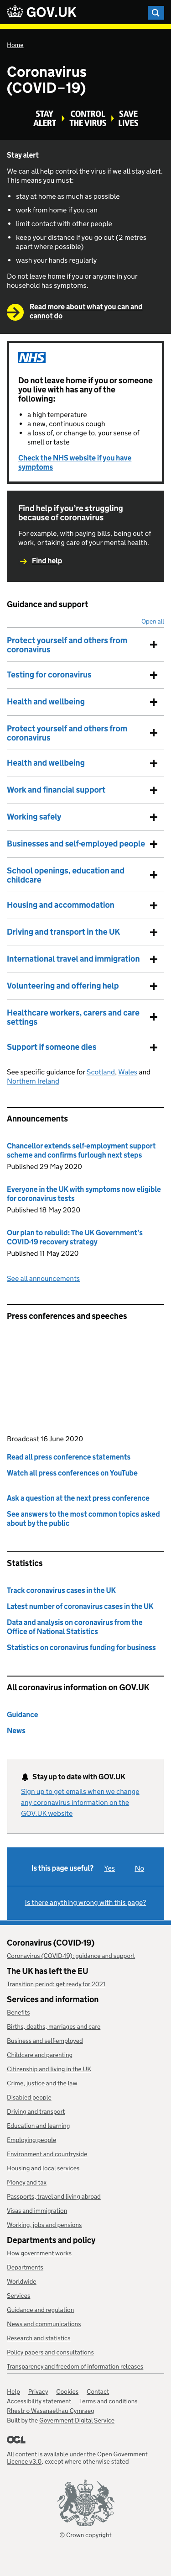 GOV.UK
Home
Coronavirus
(COVID-19)
STAY
ALERT
CONTROL
THE VIRUS
SAVE
LIVES
Stay alert
We can all help control the virus if we all stay alert.
This means you must:
stay at home as much as possible
work from home if you can
limit contact with other people
keep your distance if you go out (2 metres
apart where possible)
wash your hands regularly
Do not leave home if you or anyone in your
household has symptoms.
Read more about what you can and
cannot do
NHS
Do not leave home if you or someone
you live with has any of the
following:
a high temperature
a new, continuous cough
a loss of, or change to, your sense of
smell or taste
Check the NHS website if you have
symptoms
Find help if you're struggling
because of coronavirus
For example, with paying bills, being out of
work, or taking care of your mental health.
Find help
Guidance and support
Open all
Protect yourself and others from
coronavirus
Testing for coronavirus
Health and wellbeing
Protect yourself and others from
coronavirus
Health and wellbeing
Work and financial support
Working safely
Businesses and self-employed people
School openings, education and
childcare
Housing and accommodation
Driving and transport in the UK
International travel and immigration
Volunteering and offering help
Healthcare workers, carers and care
settings
Support if someone dies
See specific guidance for Scotland, Wales and
Northern Ireland
Announcements
Chancellor extends self-employment support
scheme and confirms furlough next steps
Published 29 May 2020
Everyone in the UK with symptoms now eligible
for coronavirus tests
Published 18 May 2020
Our plan to rebuild: The UK Government's
COVID-19 recovery strategy
Published 11 May 2020
See all announcements
Press conferences and speeches
Broadcast 16 June 2020
Read all press conference statements
Watch all press conferences on YouTube
Ask a question at the next press conference
See answers to the most common topics asked
about by the public
Statistics
Track coronavirus cases in the UK
Latest number of coronavirus cases in the UK
Data and analysis on coronavirus from the
Office of National Statistics
Statistics on coronavirus funding for business
All coronavirus information on GOV.UK
Guidance
News
Stay up to date with GOV.UK
Sign up to get emails when we change
any coronavirus information on the
GOV.UK website
Is this page useful? Yes No
Is there anything wrong with this page?
Coronavirus (COVID-19)
Coronavirus (COVID-19): guidance and support
The UK has left the EU
Transition period: get ready for 2021
Services and information
Benefits
Births, deaths, marriages and care
Business and self-employed
Childcare and parenting
Citizenship and living in the UK
Crime, justice and the law
Disabled people
Driving and transport
Education and learning
Employing people
Environment and countryside
Housing and local services
Money and tax
Passports, travel and living abroad
Visas and immigration
Working, jobs and pensions
Departments and policy
How government works
Departments
Worldwide
Services
Guidance and regulation
News and communications
Research and statistics
Policy papers and consultations
Transparency and freedom of information releases
Help Privacy Cookies Contact
Accessibility statement Terms and conditions
Rhestr o Wasanaethau Cymraeg
Built by the Government Digital Service
OGL
All content is available under the Open Government
Licence v3.0, except where otherwise stated
© Crown copyright